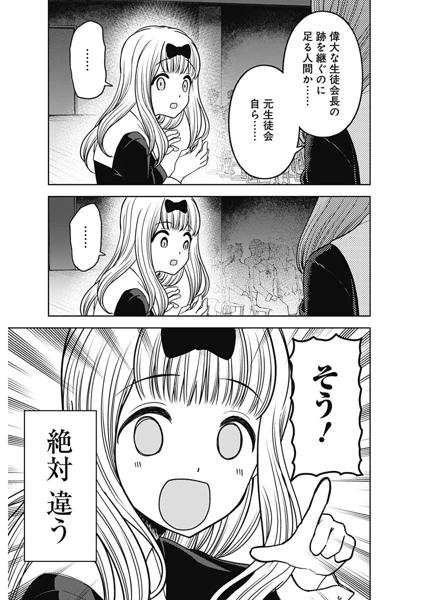 偉大な生徒会長の
跡を継ぐのに
足る人間か……
元生徒会
自ら……
……
……
そう！
絶対 違う